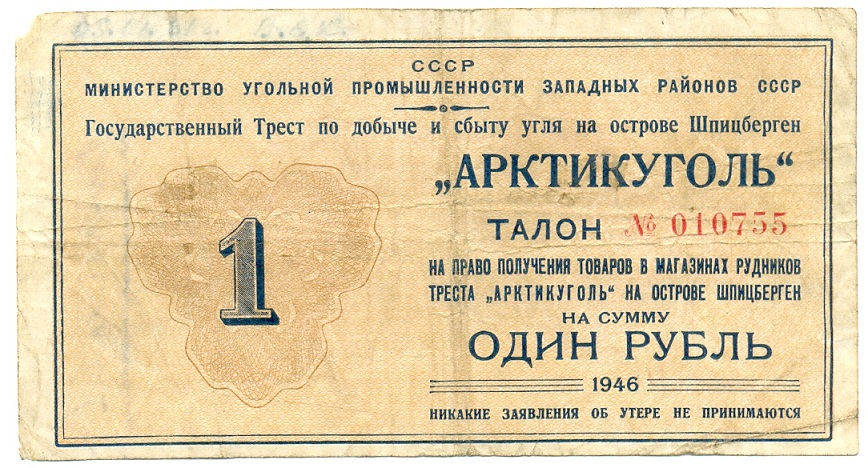 СССР
МИНИСТЕРСТВО УГОЛЬНОЙ ПРОМЫШЛЕННОСТИ ЗАПАДНЫХ РАЙОНОВ СССР
Государственный Трест по добыче и сбыту угля на острове Шпицберген
„АРКТИКУГОЛЬ“
ТАЛОН № 010755
НА ПРАВО ПОЛУЧЕНИЯ ТОВАРОВ В МАГАЗИНАХ РУДНИКОВ
ТРЕСТА „АРКТИКУГОЛЬ“ НА ОСТРОВЕ ШПИЦБЕРГЕН
НА СУММУ
ОДИН РУБЛЬ
1946
НИКАКИЕ ЗАЯВЛЕНИЯ ОБ УТЕРЕ НЕ ПРИНИМАЮТСЯ
1